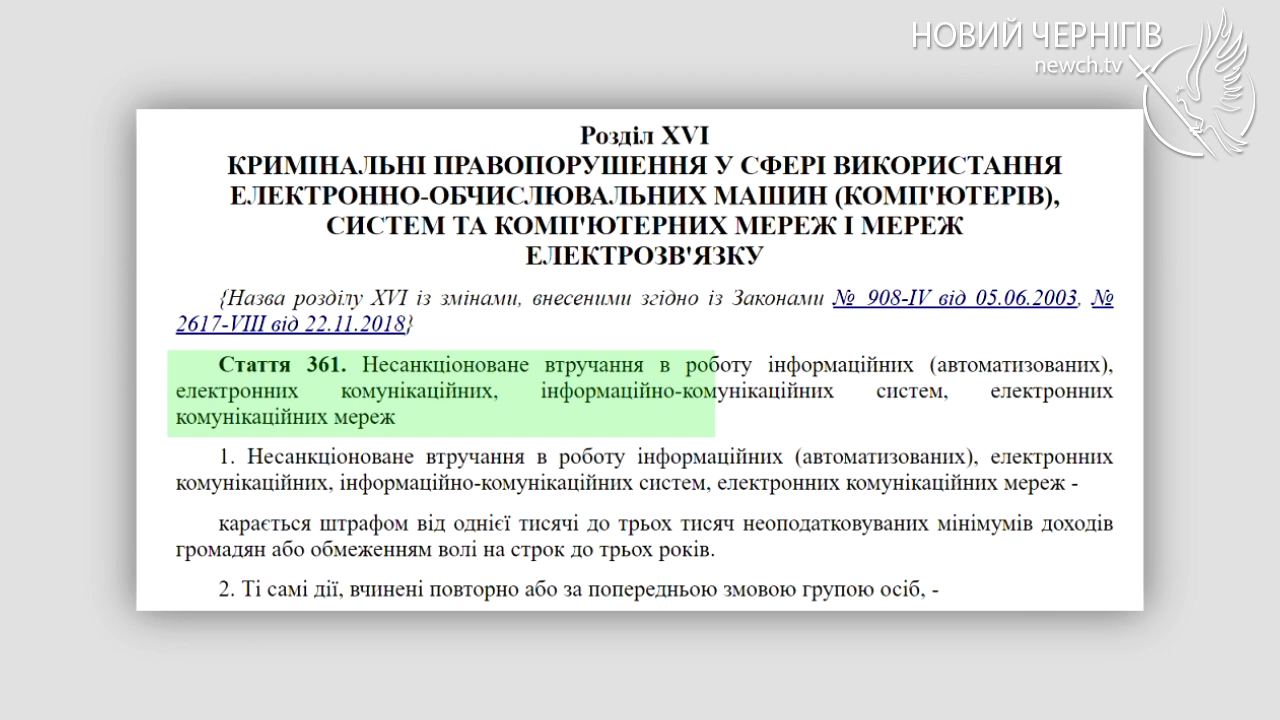 НОВИЙ ЧЕРНІГІВ
newch.tv
Розділ XVI
КРИМІНАЛЬНІ ПРАВОПОРУШЕННЯ У СФЕРІ ВИКОРИСТАННЯ
ЕЛЕКТРОННО-ОБЧИСЛЮВАЛЬНИХ МАШИН (КОМП'ЮТЕРІВ),
СИСТЕМ ТА КОМП'ЮТЕРНИХ МЕРЕЖ І МЕРЕЖ
ЕЛЕКТРОЗВ'ЯЗКУ
{Назва розділу XVI із змінами, внесеними згідно із Законами № 908-IV від 05.06.2003, №
2617-VIII від 22.11.2018}
Стаття 361. Несанкціоноване втручання в роботу інформаційних (автоматизованих),
електронних комунікаційних, інформаційно-комунікаційних систем, електронних
комунікаційних мереж
1. Несанкціоноване втручання в роботу інформаційних (автоматизованих), електронних
комунікаційних, інформаційно-комунікаційних систем, електронних комунікаційних мереж -
карається штрафом від однієї тисячі до трьох тисяч неоподатковуваних мінімумів доходів
громадян або обмеженням волі на строк до трьох років.
2. Ті самі дії, вчинені повторно або за попередньою змовою групою осіб, -